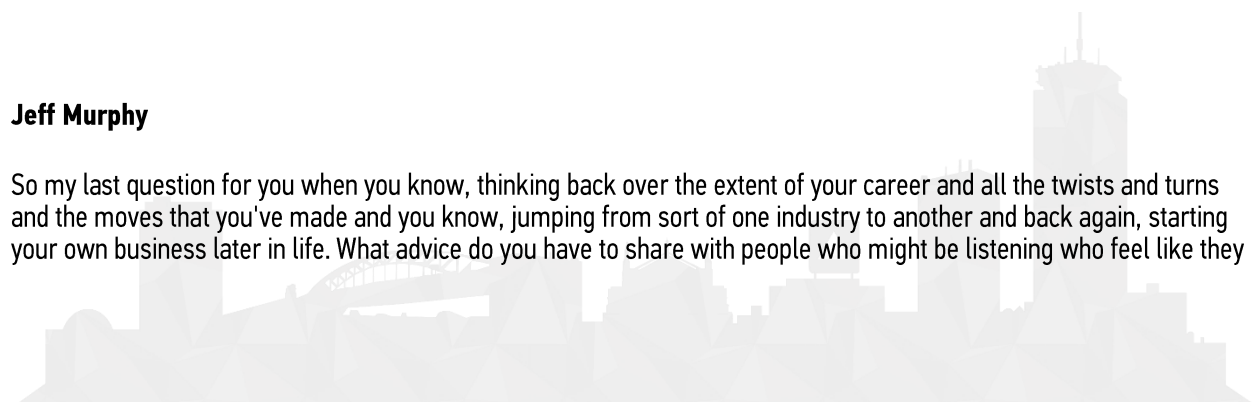 Jeff Murphy
So my last question for you when you know, thinking back over the extent of your career and all the twists and turns
and the moves that you've made and you know, jumping from sort of one industry to another and back again, starting
your own business later in life. What advice do you have to share with people who might be listening who feel like they